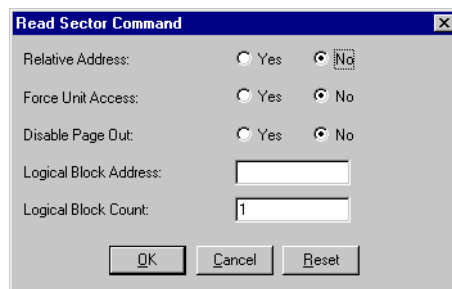 Read Sector Command
Relative Address: Yes No
Force Unit Access: Yes No
Disable Page Out: Yes No
Logical Block Address:
Logical Block Count: 1
OK Cancel Reset